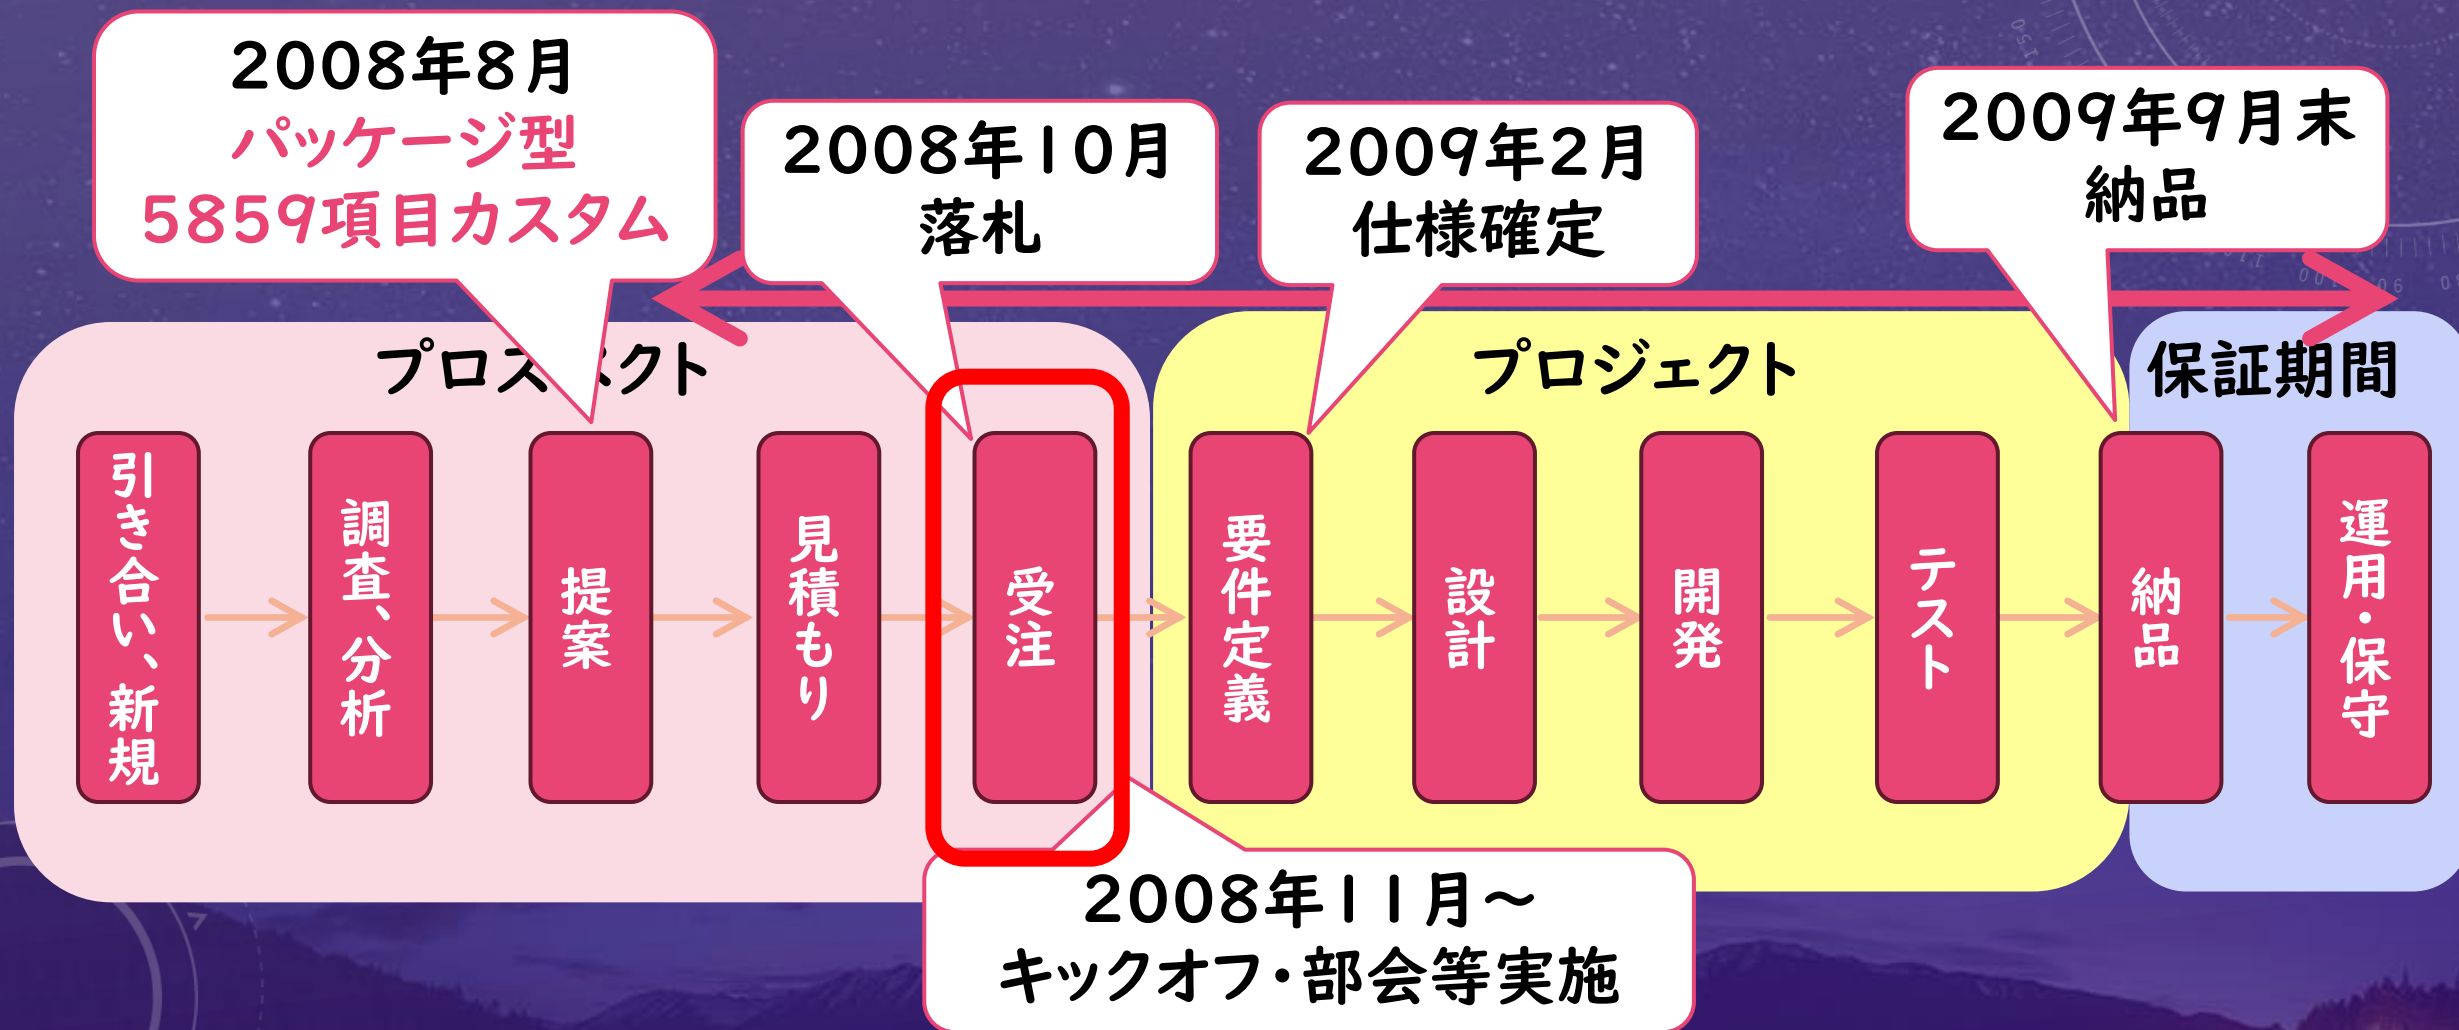 2008年8月
パッケージ型
5859項目カスタム
2008年10月
落札
2009年2月
仕様確定
2009年9月末
納品
プロジェクト
保証期間
引き合い、新規
調査、分析
提案
見積もり
受注
要件定義
設計
開発
テスト
納品
運用・保守
2008年11月～
キックオフ・部会等実施